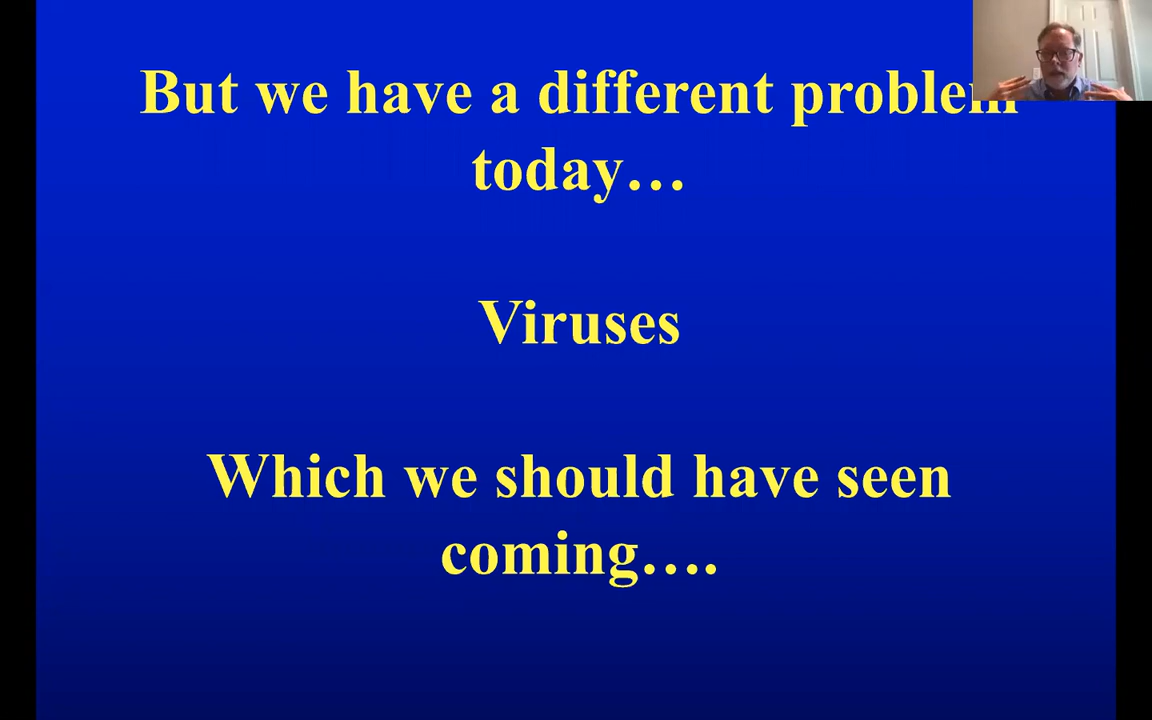 But we have a different problem
today…
Viruses
Which we should have seen
coming….